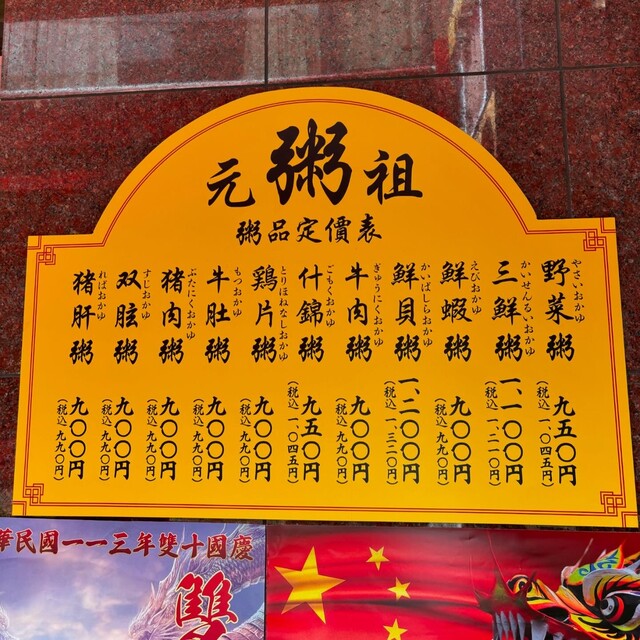 元粥祖
粥品定價表
野菜粥
やさいおかゆ
九五〇円
(税込 一、〇四五円)
三鮮粥
かいせんるいおかゆ
一、一〇〇円
(税込 一、二一〇円)
鮮蝦粥
えびおかゆ
九〇〇円
(税込 九九〇円)
鮮貝粥
かいばしらおかゆ
一、二〇〇円
(税込 一、三二〇円)
牛肉粥
ぎゅうにくおかゆ
九〇〇円
(税込 九九〇円)
什錦粥
ごもくおかゆ
九五〇円
(税込 一、〇四五円)
鶏片粥
とりほねなしおかゆ
九〇〇円
(税込 九九〇円)
牛肚粥
もつおかゆ
九〇〇円
(税込 九九〇円)
猪肉粥
ぶたにくおかゆ
九〇〇円
(税込 九九〇円)
双胘粥
すじおかゆ
九〇〇円
(税込 九九〇円)
猪肝粥
ればおかゆ
九〇〇円
(税込 九九〇円)
華民國一一三年雙十國慶
雙